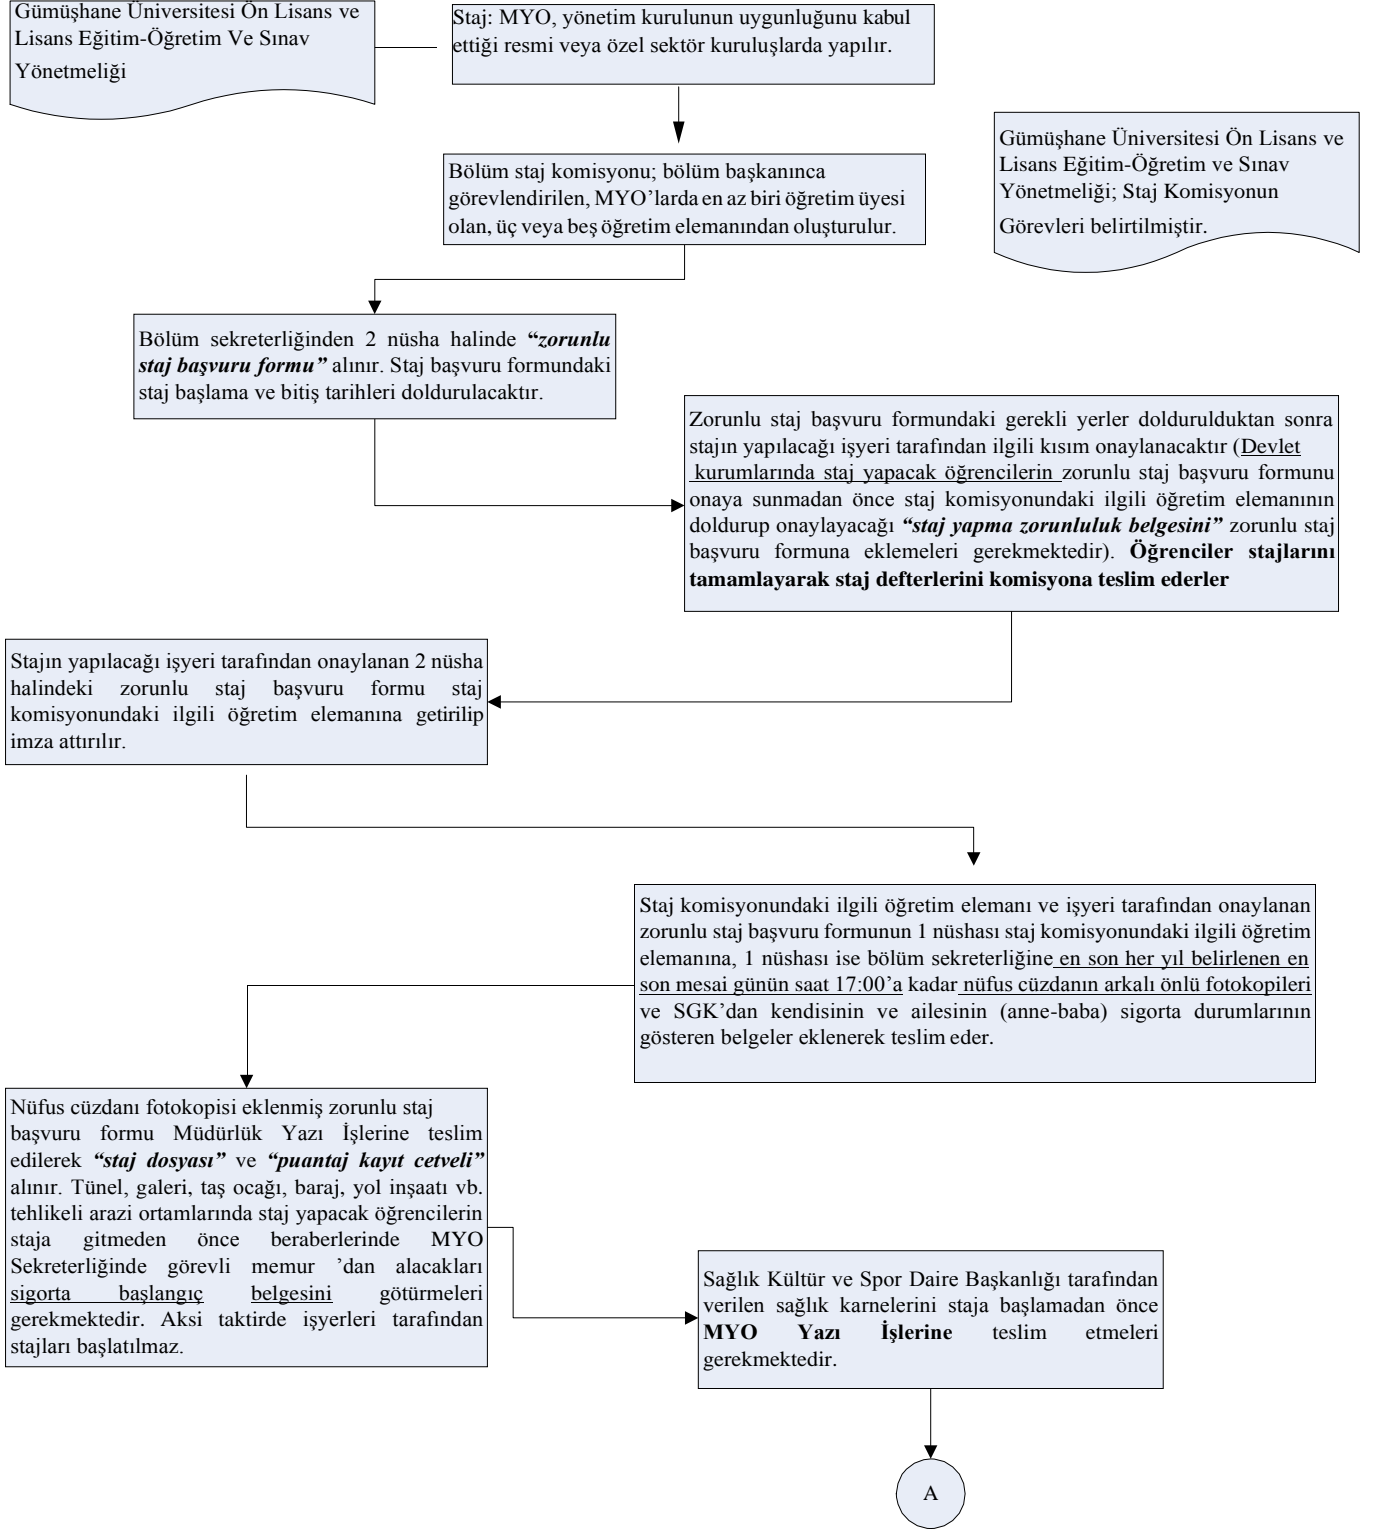 Gümüşhane Üniversitesi Ön Lisans ve
Lisans Eğitim-Öğretim Ve Sınav
Yönetmeliği
Staj: MYO, yönetim kurulunun uygunluğunu kabul
ettiği resmi veya özel sektör kuruluşlarda yapılır.
Gümüşhane Üniversitesi Ön Lisans ve
Lisans Eğitim-Öğretim ve Sınav
Yönetmeliği; Staj Komisyonun
Görevleri belirtilmiştir.
Bölüm staj komisyonu; bölüm başkanınca
görevlendirilen, MYO’larda en az biri öğretim üyesi
olan, üç veya beş öğretim elemanından oluşturulur.
Bölüm sekreterliğinden 2 nüsha halinde “zorunlu
staj başvuru formu” alınır. Staj başvuru formundaki
staj başlama ve bitiş tarihleri doldurulacaktır.
Zorunlu staj başvuru formundaki gerekli yerler doldurulduktan sonra
stajın yapılacağı işyeri tarafından ilgili kısım onaylanacaktır (Devlet
kurumlarında staj yapacak öğrencilerin zorunlu staj başvuru formunu
onaya sunmadan önce staj komisyonundaki ilgili öğretim elemanının
doldurup onaylayacağı “staj yapma zorunluluk belgesini” zorunlu staj
başvuru formuna eklemeleri gerekmektedir). Öğrenciler stajlarını
tamamlayarak staj defterlerini komisyona teslim ederler
Stajın yapılacağı işyeri tarafından onaylanan 2 nüsha
halindeki zorunlu staj başvuru formu staj
komisyonundaki ilgili öğretim elemanına getirilip
imza attırılır.
Staj komisyonundaki ilgili öğretim elemanı ve işyeri tarafından onaylanan
zorunlu staj başvuru formunun 1 nüshası staj komisyonundaki ilgili öğretim
elemanına, 1 nüshası ise bölüm sekreterliğine en son her yıl belirlenen en
son mesai günün saat 17:00’a kadar nüfus cüzdanın arkalı önlü fotokopileri
ve SGK’dan kendisinin ve ailesinin (anne-baba) sigorta durumlarının
gösteren belgeler eklenerek teslim eder.
Nüfus cüzdanı fotokopisi eklenmiş zorunlu staj
başvuru formu Müdürlük Yazı İşlerine teslim
edilerek “staj dosyası” ve “puantaj kayıt cetveli”
alınır. Tünel, galeri, taş ocağı, baraj, yol inşaatı vb.
tehlikeli arazi ortamlarında staj yapacak öğrencilerin
staja gitmeden önce beraberlerinde MYO
Sekreterliğinde görevli memur ’dan alacakları
sigorta başlangıç belgesini götürmeleri
gerekmektedir. Aksi taktirde işyerleri tarafından
stajları başlatılmaz.
Sağlık Kültür ve Spor Daire Başkanlığı tarafından
verilen sağlık karnelerini staja başlamadan önce
MYO Yazı İşlerine teslim etmeleri
gerekmektedir.
A